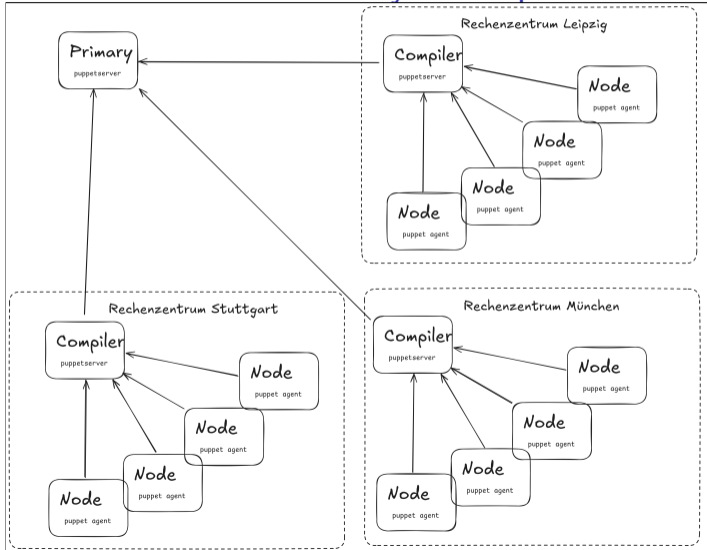 Rechenzentrum Leipzig
Primary
puppetserver
Compiler
puppetserver
Node
puppet agent
Node
puppet agent
Node
puppet agent
Node
puppet agent
Rechenzentrum Stuttgart
Compiler
puppetserver
Node
puppet agent
Node
puppet agent
Node
puppet agent
Node
puppet agent
Rechenzentrum München
Compiler
puppetserver
Node
puppet agent
Node
puppet agent
Node
puppet agent
Node
puppet agent